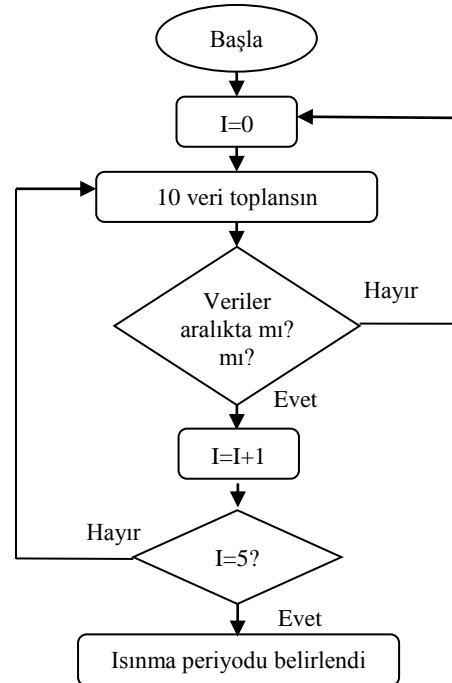 Başla
I=0
10 veri toplansın
Veriler
aralıkta mı?
mı?
Hayır
Evet
I=I+1
Hayır
I=5?
Evet
Isınma periyodu belirlendi